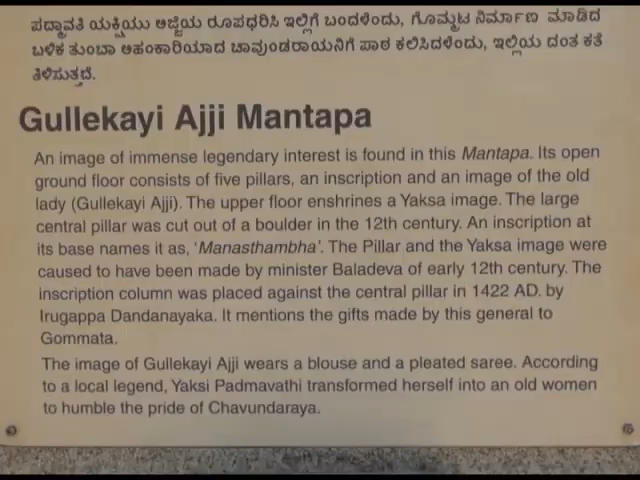 ಪದ್ಮಾವತಿ ಯಕ್ಷಿಯು ಅಜ್ಜಿಯ ರೂಪಧರಿಸಿ ಇಲ್ಲಿಗೆ ಬಂದಳೆಂದು, ಗೊಮ್ಮಟ ನಿರ್ಮಾಣ ಮಾಡಿದ
ಬಳಿಕ ತುಂಬಾ ಅಹಂಕಾರಿಯಾದ ಚಾವುಂಡರಾಯನಿಗೆ ಪಾಠ ಕಲಿಸಿದಳೆಂದು, ಇಲ್ಲಿಯ ದಂತ ಕತೆ
ತಿಳಿಸುತ್ತದೆ.
Gullekayi Ajji Mantapa
An image of immense legendary interest is found in this Mantapa. Its open
ground floor consists of five pillars, an inscription and an image of the old
lady (Gullekayi Ajji). The upper floor enshrines a Yaksa image. The large
central pillar was cut out of a boulder in the 12th century. An inscription at
its base names it as, 'Manasthambha'. The Pillar and the Yaksa image were
caused to have been made by minister Baladeva of early 12th century. The
inscription column was placed against the central pillar in 1422 AD. by
Irugappa Dandanayaka. It mentions the gifts made by this general to
Gommata.
The image of Gullekayi Ajji wears a blouse and a pleated saree. According
to a local legend, Yaksi Padmavathi transformed herself into an old women
to humble the pride of Chavundaraya.